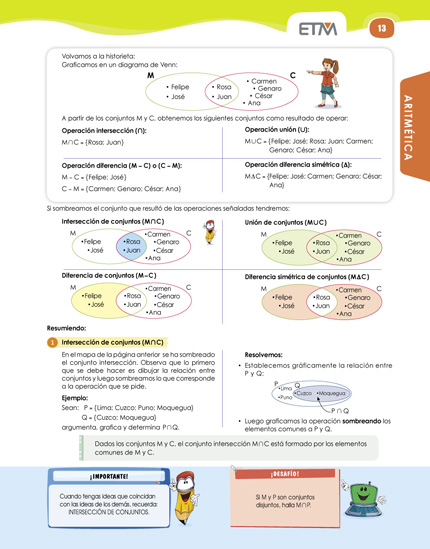 ETM
13
ARITMÉTICA
Volvamos a la historieta:
Graficamos en un diagrama de Venn:
M
C
• Felipe
• José
• Rosa
• Juan
• Carmen
• Genaro
• César
• Ana
A partir de los conjuntos M y C, obtenemos los siguientes conjuntos como resultado de operar:
Operación intersección (∩):
M∩C = {Rosa; Juan}
Operación unión (∪):
M∪C = {Felipe; José; Rosa; Juan; Carmen;
Genaro; César; Ana}
Operación diferencia (M – C) o (C – M):
M - C = {Felipe; José}
C – M = {Carmen; Genaro; César; Ana}
Operación diferencia simétrica (Δ):
MΔC = {Felipe; José; Carmen; Genaro; César;
Ana}
Si sombreamos el conjunto que resultó de las operaciones señaladas tendremos:
Intersección de conjuntos (M∩C)
M
C
•Felipe
•José
•Rosa
•Juan
•Carmen
•Genaro
•César
•Ana
Unión de conjuntos (M∪C)
M
C
•Felipe
•José
•Rosa
•Juan
•Carmen
•Genaro
•César
•Ana
Diferencia de conjuntos (M–C)
M
C
•Felipe
•José
•Rosa
•Juan
•Carmen
•Genaro
•César
•Ana
Diferencia simétrica de conjuntos (MΔC)
M
C
•Felipe
•José
•Rosa
•Juan
•Carmen
•Genaro
•César
•Ana
Resumiendo:
1 Intersección de conjuntos (M∩C)
En el mapa de la página anterior se ha sombreado
el conjunto intersección. Observa que lo primero
que se debe hacer es dibujar la relación entre
conjuntos y luego sombreamos lo que corresponde
a la operación que se pide.
Ejemplo:
Sean: P = {Lima; Cuzco; Puno; Moquegua}
Q = {Cuzco; Moquegua}
argumenta, grafica y determina P∩Q.
Resolvemos:
• Establecemos gráficamente la relación entre
P y Q:
P
Q
•Lima
•Puno
•Cuzco
•Moquegua
P ∩ Q
• Luego graficamos la operación sombreando los
elementos comunes a P y Q.
Dados los conjuntos M y C, el conjunto intersección M∩C está formado por los elementos
comunes de M y C.
¡IMPORTANTE!
Cuando tengas ideas que coincidan
con las ideas de los demás, recuerda:
INTERSECCIÓN DE CONJUNTOS.
¡DESAFÍO!
Si M y P son conjuntos
disjuntos, halla M∩P.